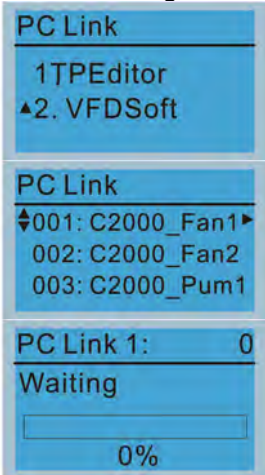 PC Link
1TPEditor
▲2. VFDSoft
PC Link
001: C2000_Fan1
002: C2000_Fan2
003: C2000_Pum1
PC Link 1: 0
Waiting
0%